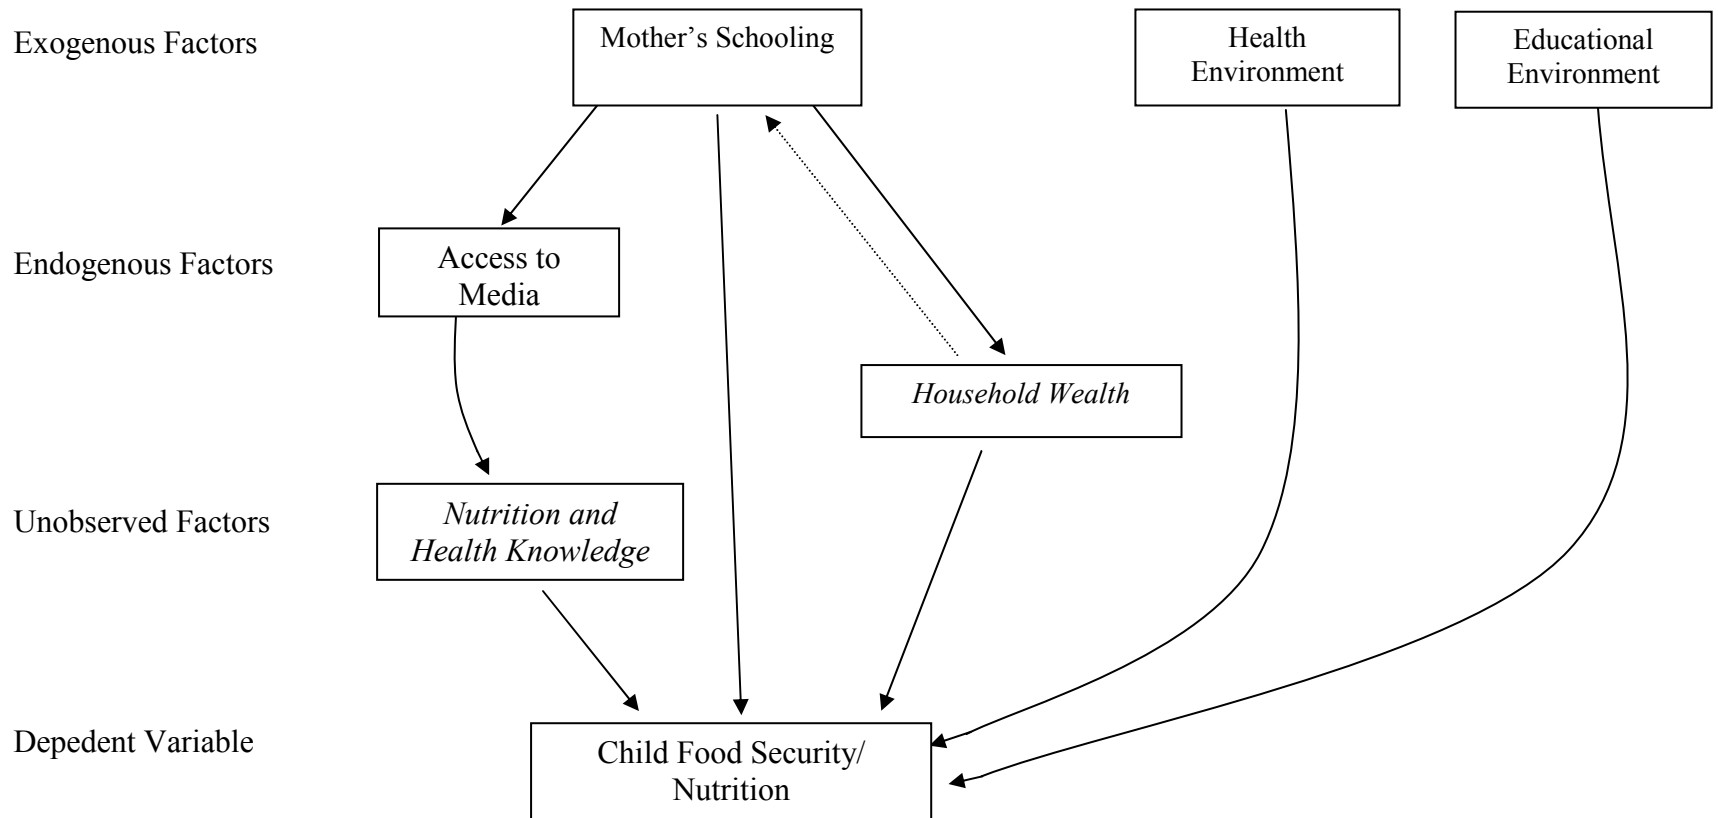 Exogenous Factors
Mother’s Schooling
Health
Environment
Educational
Environment
Endogenous Factors
Access to
Media
Household Wealth
Unobserved Factors
Nutrition and
Health Knowledge
Depedent Variable
Child Food Security/
Nutrition